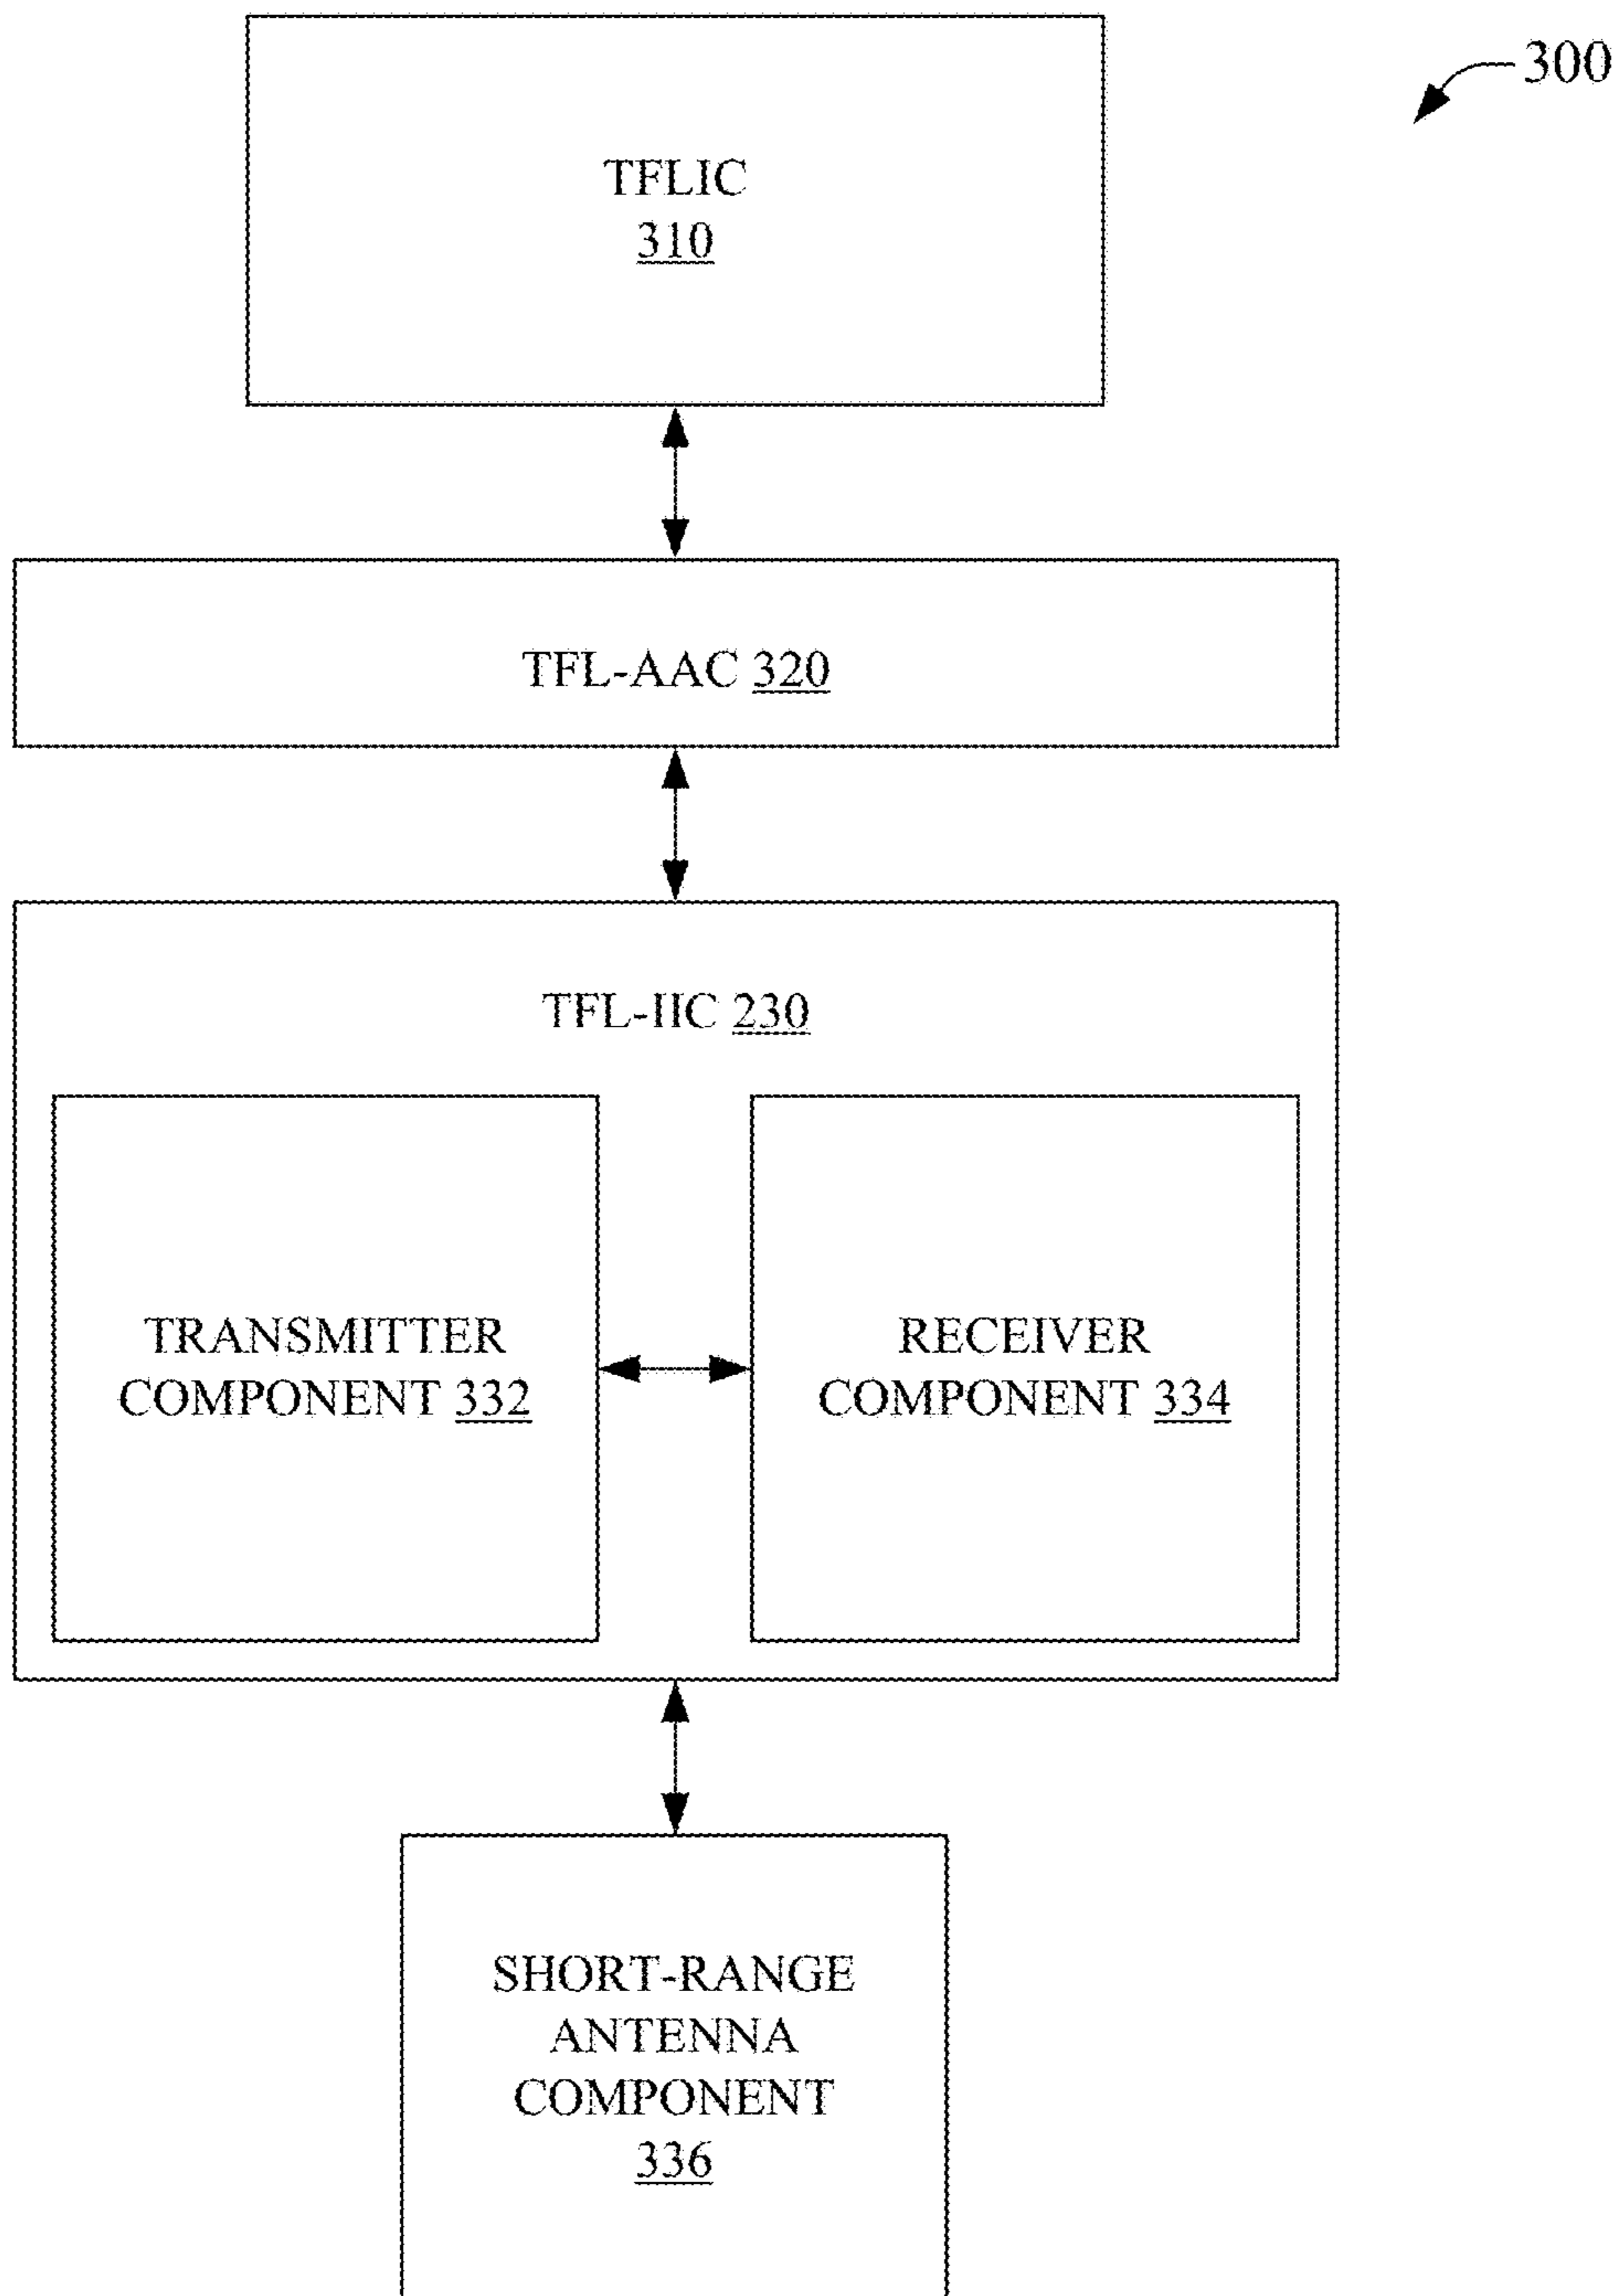 300
TFLIC
310
TFL-AAC 320
TFL-IIC 230
TRANSMITTER
COMPONENT 332
RECEIVER
COMPONENT 334
SHORT-RANGE
ANTENNA
COMPONENT
336